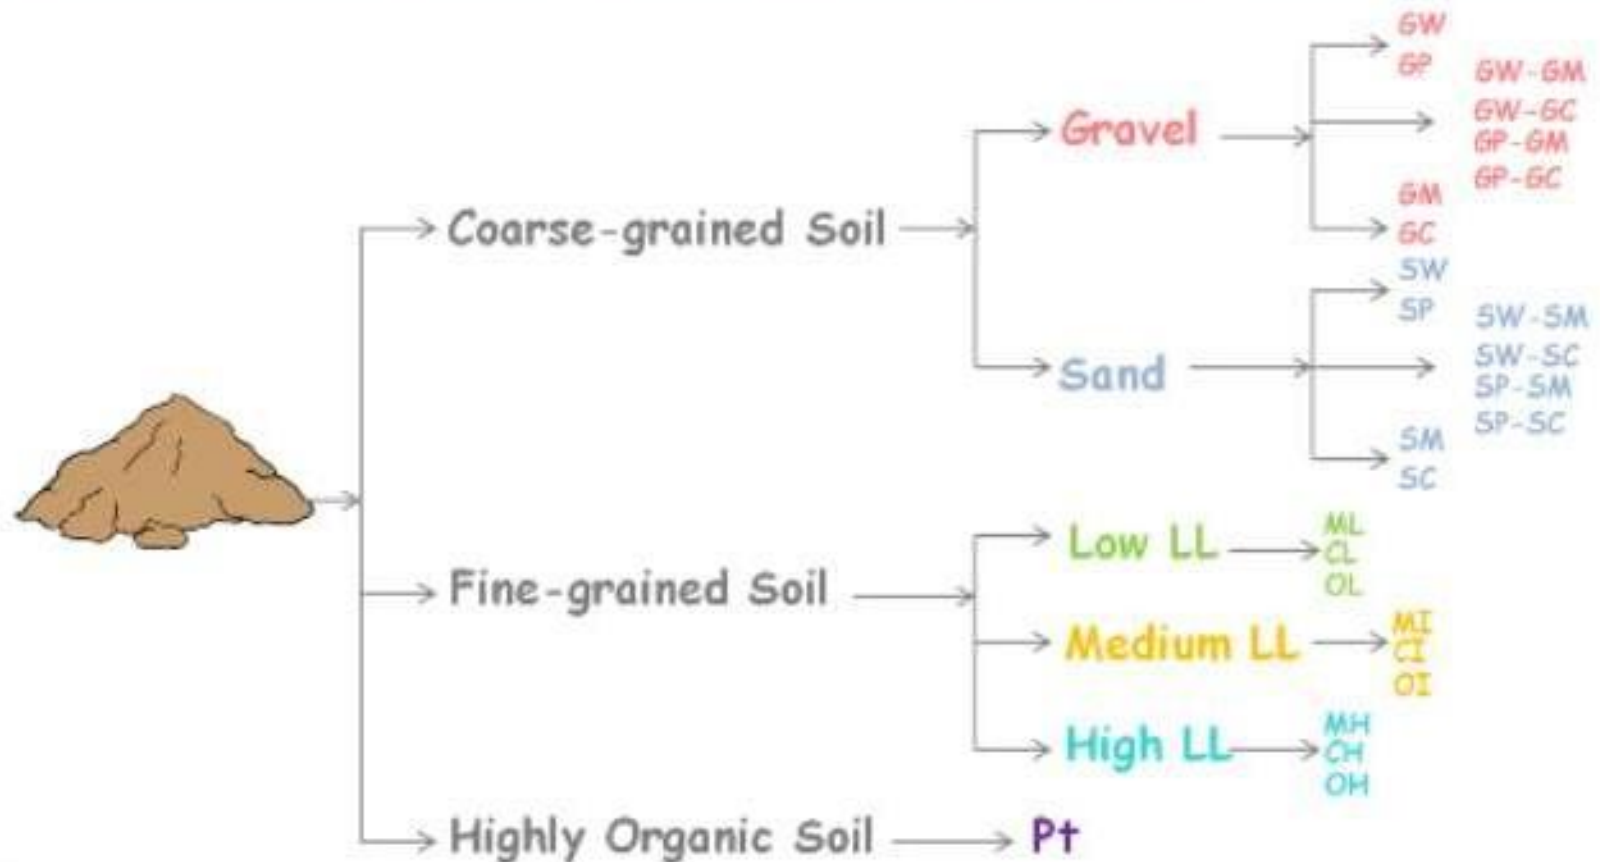 GW
GP
GW-GM
GW-GC
GP-GM
GP-GC
Gravel
GM
GC
Coarse-grained Soil
SW
SP
SW-SM
SW-SC
SP-SM
SP-SC
Sand
SM
SC
Low LL
ML
CL
OL
Fine-grained Soil
Medium LL
MI
CI
OI
High LL
MH
CH
OH
Highly Organic Soil
Pt